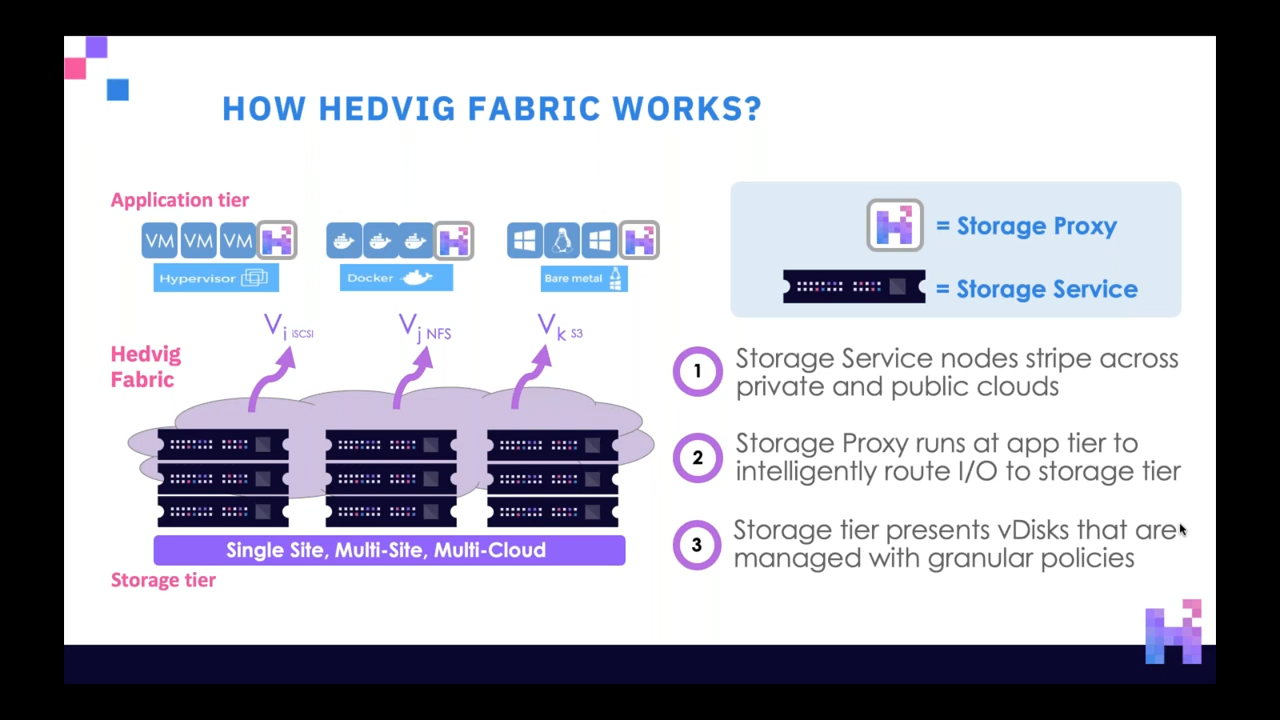 HOW HEDVIG FABRIC WORKS?
Application tier
VM VM VM
Hypervisor
Docker
Bare metal
Vi iSCSI
Vj NFS
Vk S3
Hedvig
Fabric
Single Site, Multi-Site, Multi-Cloud
Storage tier
= Storage Proxy
= Storage Service
1 Storage Service nodes stripe across
private and public clouds
2 Storage Proxy runs at app tier to
intelligently route I/O to storage tier
3 Storage tier presents vDisks that are
managed with granular policies